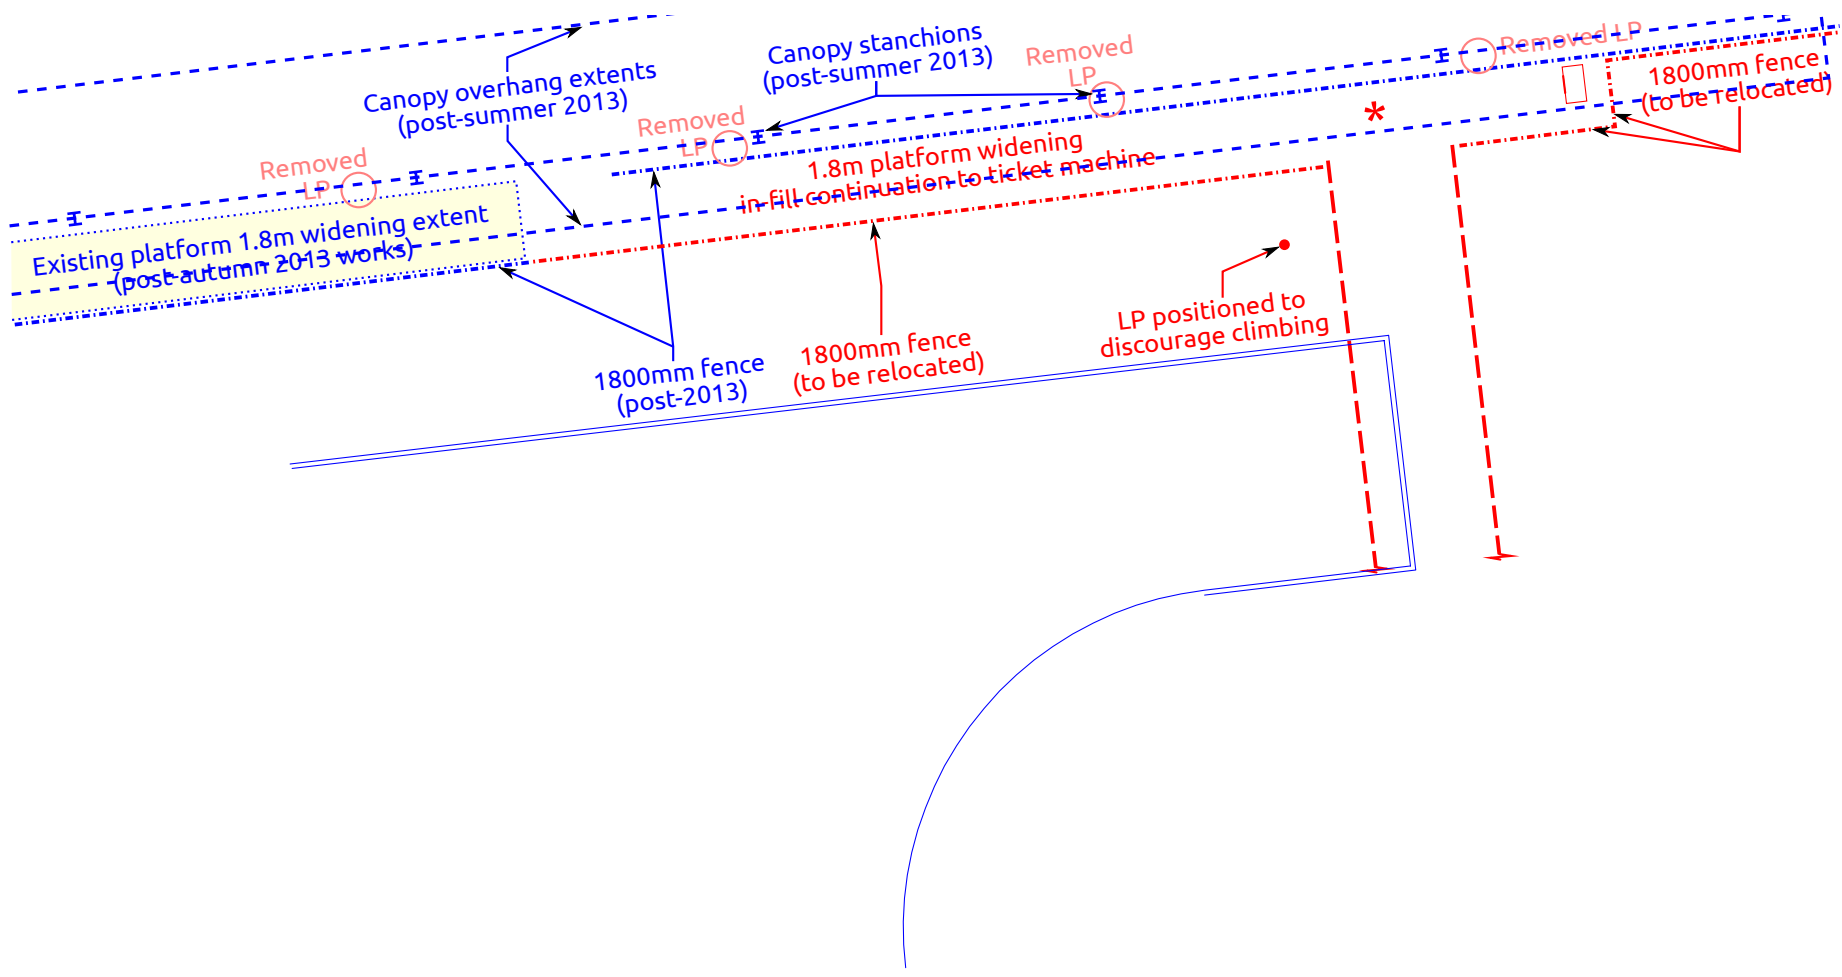 Canopy stanchions
(post-summer 2013)
Removed
LP
Removed LP
1800mm fence
(to be relocated)
Canopy overhang extents
(post-summer 2013)
Removed
LP
*
1.8m platform widening
in-fill continuation to ticket machine
Removed
LP
Existing platform 1.8m widening extent
(post-autumn 2013 works)
LP positioned to
discourage climbing
1800mm fence
(to be relocated)
1800mm fence
(post-2013)